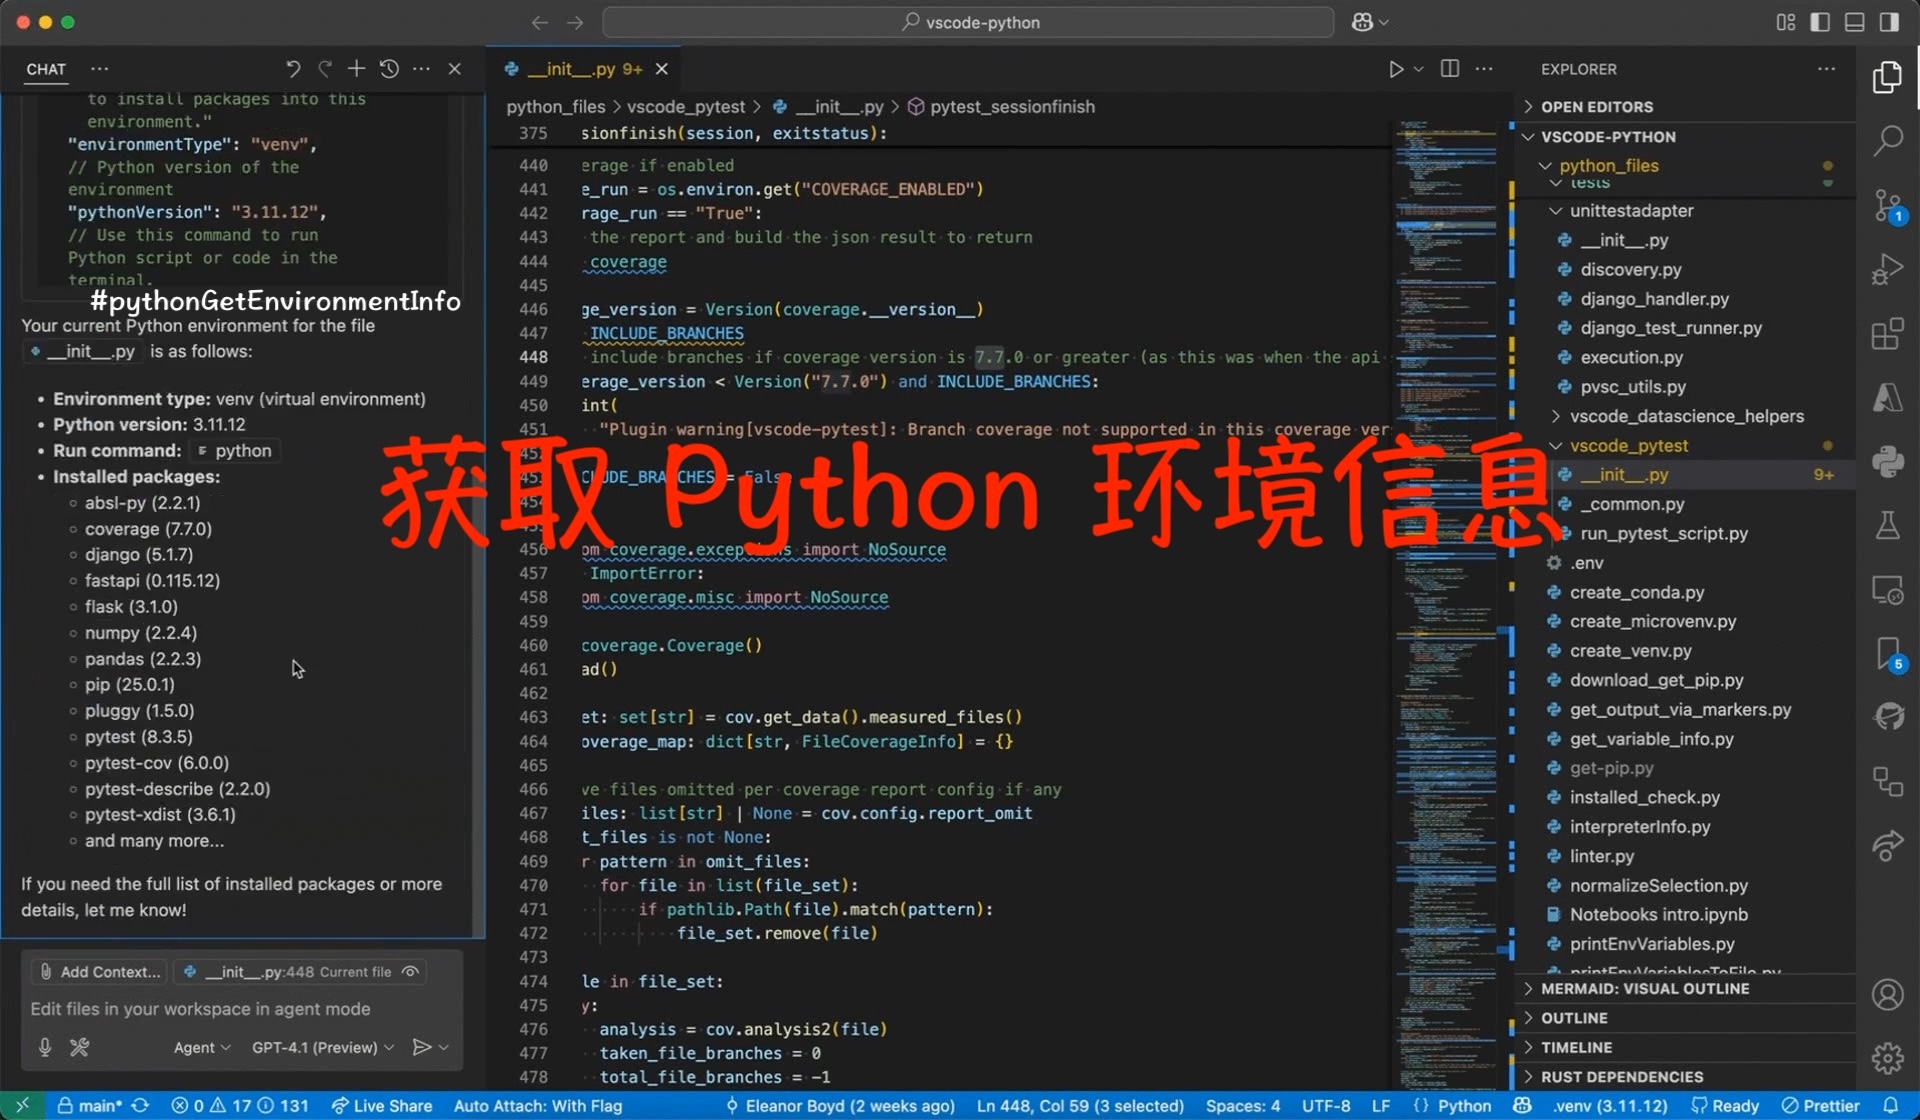 vscode-python
CHAT
to install packages into this
environment."
"environmentType": "venv",
// Python version of the
environment
"pythonVersion": "3.11.12",
// Use this command to run
Python script or code in the
terminal.
#pythonGetEnvironmentInfo
Your current Python environment for the file
__init__.py is as follows:
• Environment type: venv (virtual environment)
• Python version: 3.11.12
• Run command: python
• Installed packages:
absl-py (2.2.1)
coverage (7.7.0)
django (5.1.7)
fastapi (0.115.12)
flask (3.1.0)
numpy (2.2.4)
pandas (2.2.3)
pip (25.0.1)
pluggy (1.5.0)
pytest (8.3.5)
pytest-cov (6.0.0)
pytest-describe (2.2.0)
pytest-xdist (3.6.1)
and many more...
If you need the full list of installed packages or more
details, let me know!
Add Context... __init__.py:448 Current file
Edit files in your workspace in agent mode
Agent GPT-4.1 (Preview)
__init__.py 9+
python_files > vscode_pytest > __init__.py > pytest_sessionfinish
375 sionfinish(session, exitstatus):
440 erage if enabled
441 e_run = os.environ.get("COVERAGE_ENABLED")
442 rage_run == "True":
443 the report and build the json result to return
444 coverage
445
446 ge_version = Version(coverage.__version__)
447 INCLUDE_BRANCHES
448 include branches if coverage version is 7.7.0 or greater (as this was when the api
449 erage_version < Version("7.7.0") and INCLUDE_BRANCHES:
450 int(
451 "Plugin warning[vscode-pytest]: Branch coverage not supported in this coverage ver
获取 Python 环境信息
CLUDE_BRANCHES = False
456 om coverage.exceptions import NoSource
457 ImportError:
458 om coverage.misc import NoSource
459
460 coverage.Coverage()
461 ad()
462
463 et: set[str] = cov.get_data().measured_files()
464 overage_map: dict[str, FileCoverageInfo] = {}
465
466 ve files omitted per coverage report config if any
467 iles: list[str] | None = cov.config.report_omit
468 t_files is not None:
469 r pattern in omit_files:
470 for file in list(file_set):
471 if pathlib.Path(file).match(pattern):
472 file_set.remove(file)
473
474 le in file_set:
475 y:
476 analysis = cov.analysis2(file)
477 taken_file_branches = 0
478 total_file_branches = -1
EXPLORER
OPEN EDITORS
VSCODE-PYTHON
python_files
tests
unittestadapter
__init__.py
discovery.py
django_handler.py
django_test_runner.py
execution.py
pvsc_utils.py
vscode_datascience_helpers
vscode_pytest
__init__.py 9+
_common.py
run_pytest_script.py
.env
create_conda.py
create_microvenv.py
create_venv.py
download_get_pip.py
get_output_via_markers.py
get_variable_info.py
get-pip.py
installed_check.py
interpreterInfo.py
linter.py
normalizeSelection.py
Notebooks intro.ipynb
printEnvVariables.py
printEnvVariablesToFile.py
MERMAID: VISUAL OUTLINE
OUTLINE
TIMELINE
RUST DEPENDENCIES
1
5
main* 0 17 131 Live Share Auto Attach: With Flag Eleanor Boyd (2 weeks ago) Ln 448, Col 59 (3 selected) Spaces: 4 UTF-8 LF {} Python .venv (3.11.12) Ready Prettier